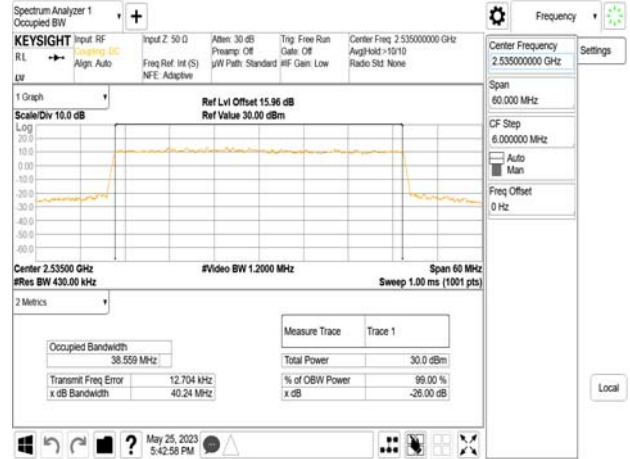 Spectrum Analyzer 1
Occupied BW
Frequency
KEYSIGHT
Input: RF
Coupling: DC
Align: Auto
Input Z: 50 Ω
Freq Ref: Int (S)
NFE: Adaptive
Atten: 30 dB
Preamp: Off
µW Path: Standard
Trig: Free Run
Gate: Off
#IF Gain: Low
Center Freq: 2.535000000 GHz
Avg|Hold:>10/10
Radio Std: None
RL
Center Frequency
2.535000000 GHz
Settings
Span
60.000 MHz
CF Step
6.000000 MHz
Auto
Man
Freq Offset
0 Hz
1 Graph
Scale/Div 10.0 dB
Ref Lvl Offset 15.96 dB
Ref Value 30.00 dBm
Log
20.0
10.0
0.00
-10.0
-20.0
-30.0
-40.0
-50.0
-60.0
Center 2.53500 GHz
#Res BW 430.00 kHz
#Video BW 1.2000 MHz
Span 60 MHz
Sweep 1.00 ms (1001 pts)
2 Metrics
Measure Trace Trace 1
Occupied Bandwidth
38.559 MHz
Total Power 30.0 dBm
Transmit Freq Error 12.704 kHz
% of OBW Power 99.00 %
x dB Bandwidth 40.24 MHz
x dB -26.00 dB
Local
May 25, 2023
5:42:58 PM